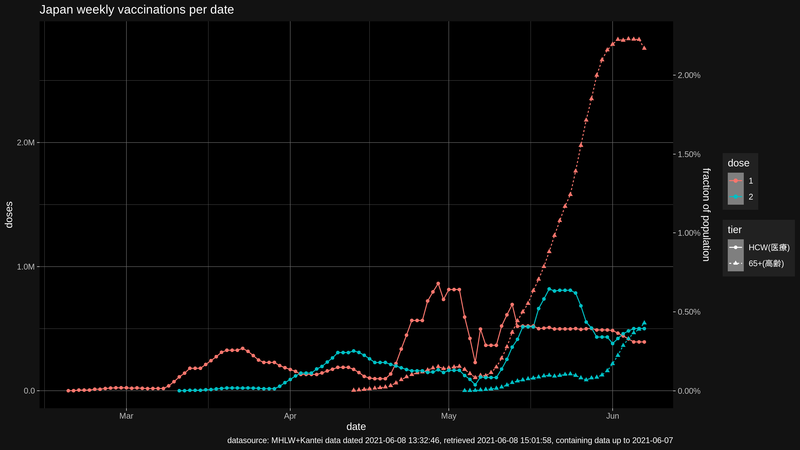 Japan weekly vaccinations per date
doses
2.0M
1.0M
0.0
2.00%
1.50%
1.00%
0.50%
0.00%
fraction of population
Mar Apr May Jun
date
dose
1
2
tier
HCW(医療)
65+(高齢)
datasource: MHLW+Kantei data dated 2021-06-08 13:32:46, retrieved 2021-06-08 15:01:58, containing data up to 2021-06-07